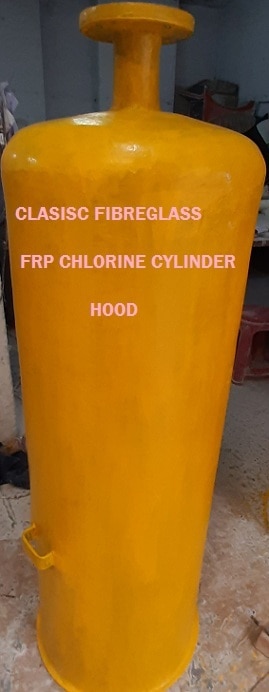 CLASISC FIBREGLASS
FRP CHLORINE CYLINDER
HOOD